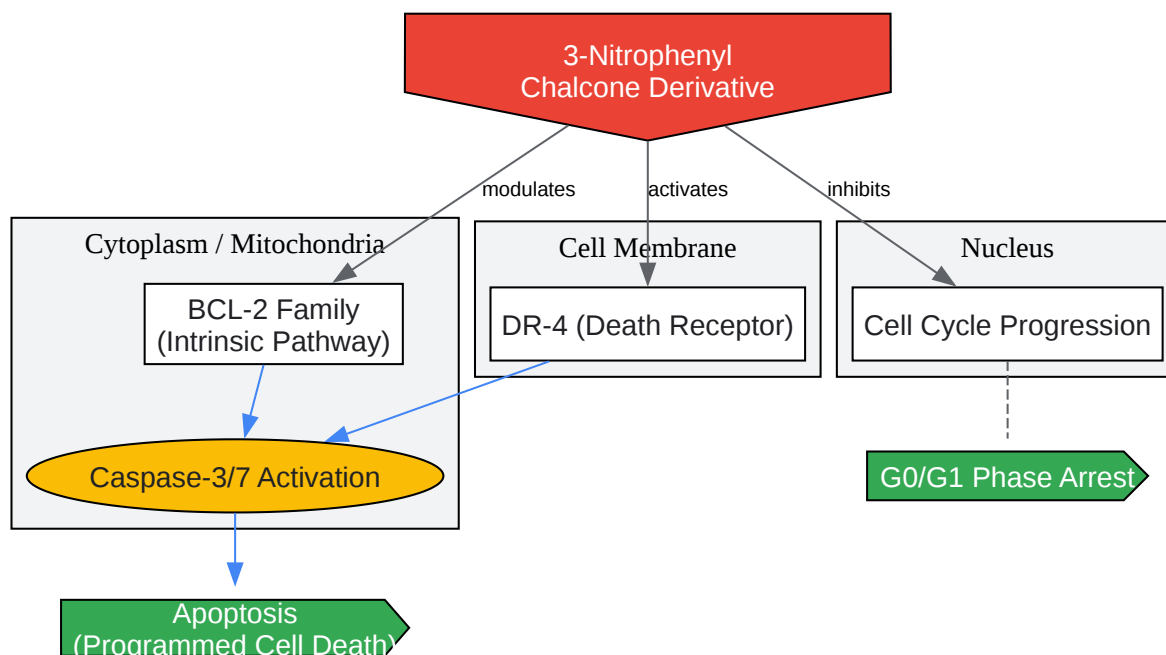 3-Nitrophenyl
Chalcone Derivative
modulates
activates
inhibits
Cytoplasm / Mitochondria
Cell Membrane
Nucleus
BCL-2 Family
(Intrinsic Pathway)
DR-4 (Death Receptor)
Cell Cycle Progression
Caspase-3/7 Activation
G0/G1 Phase Arrest
Apoptosis
(Programmed Cell Death)